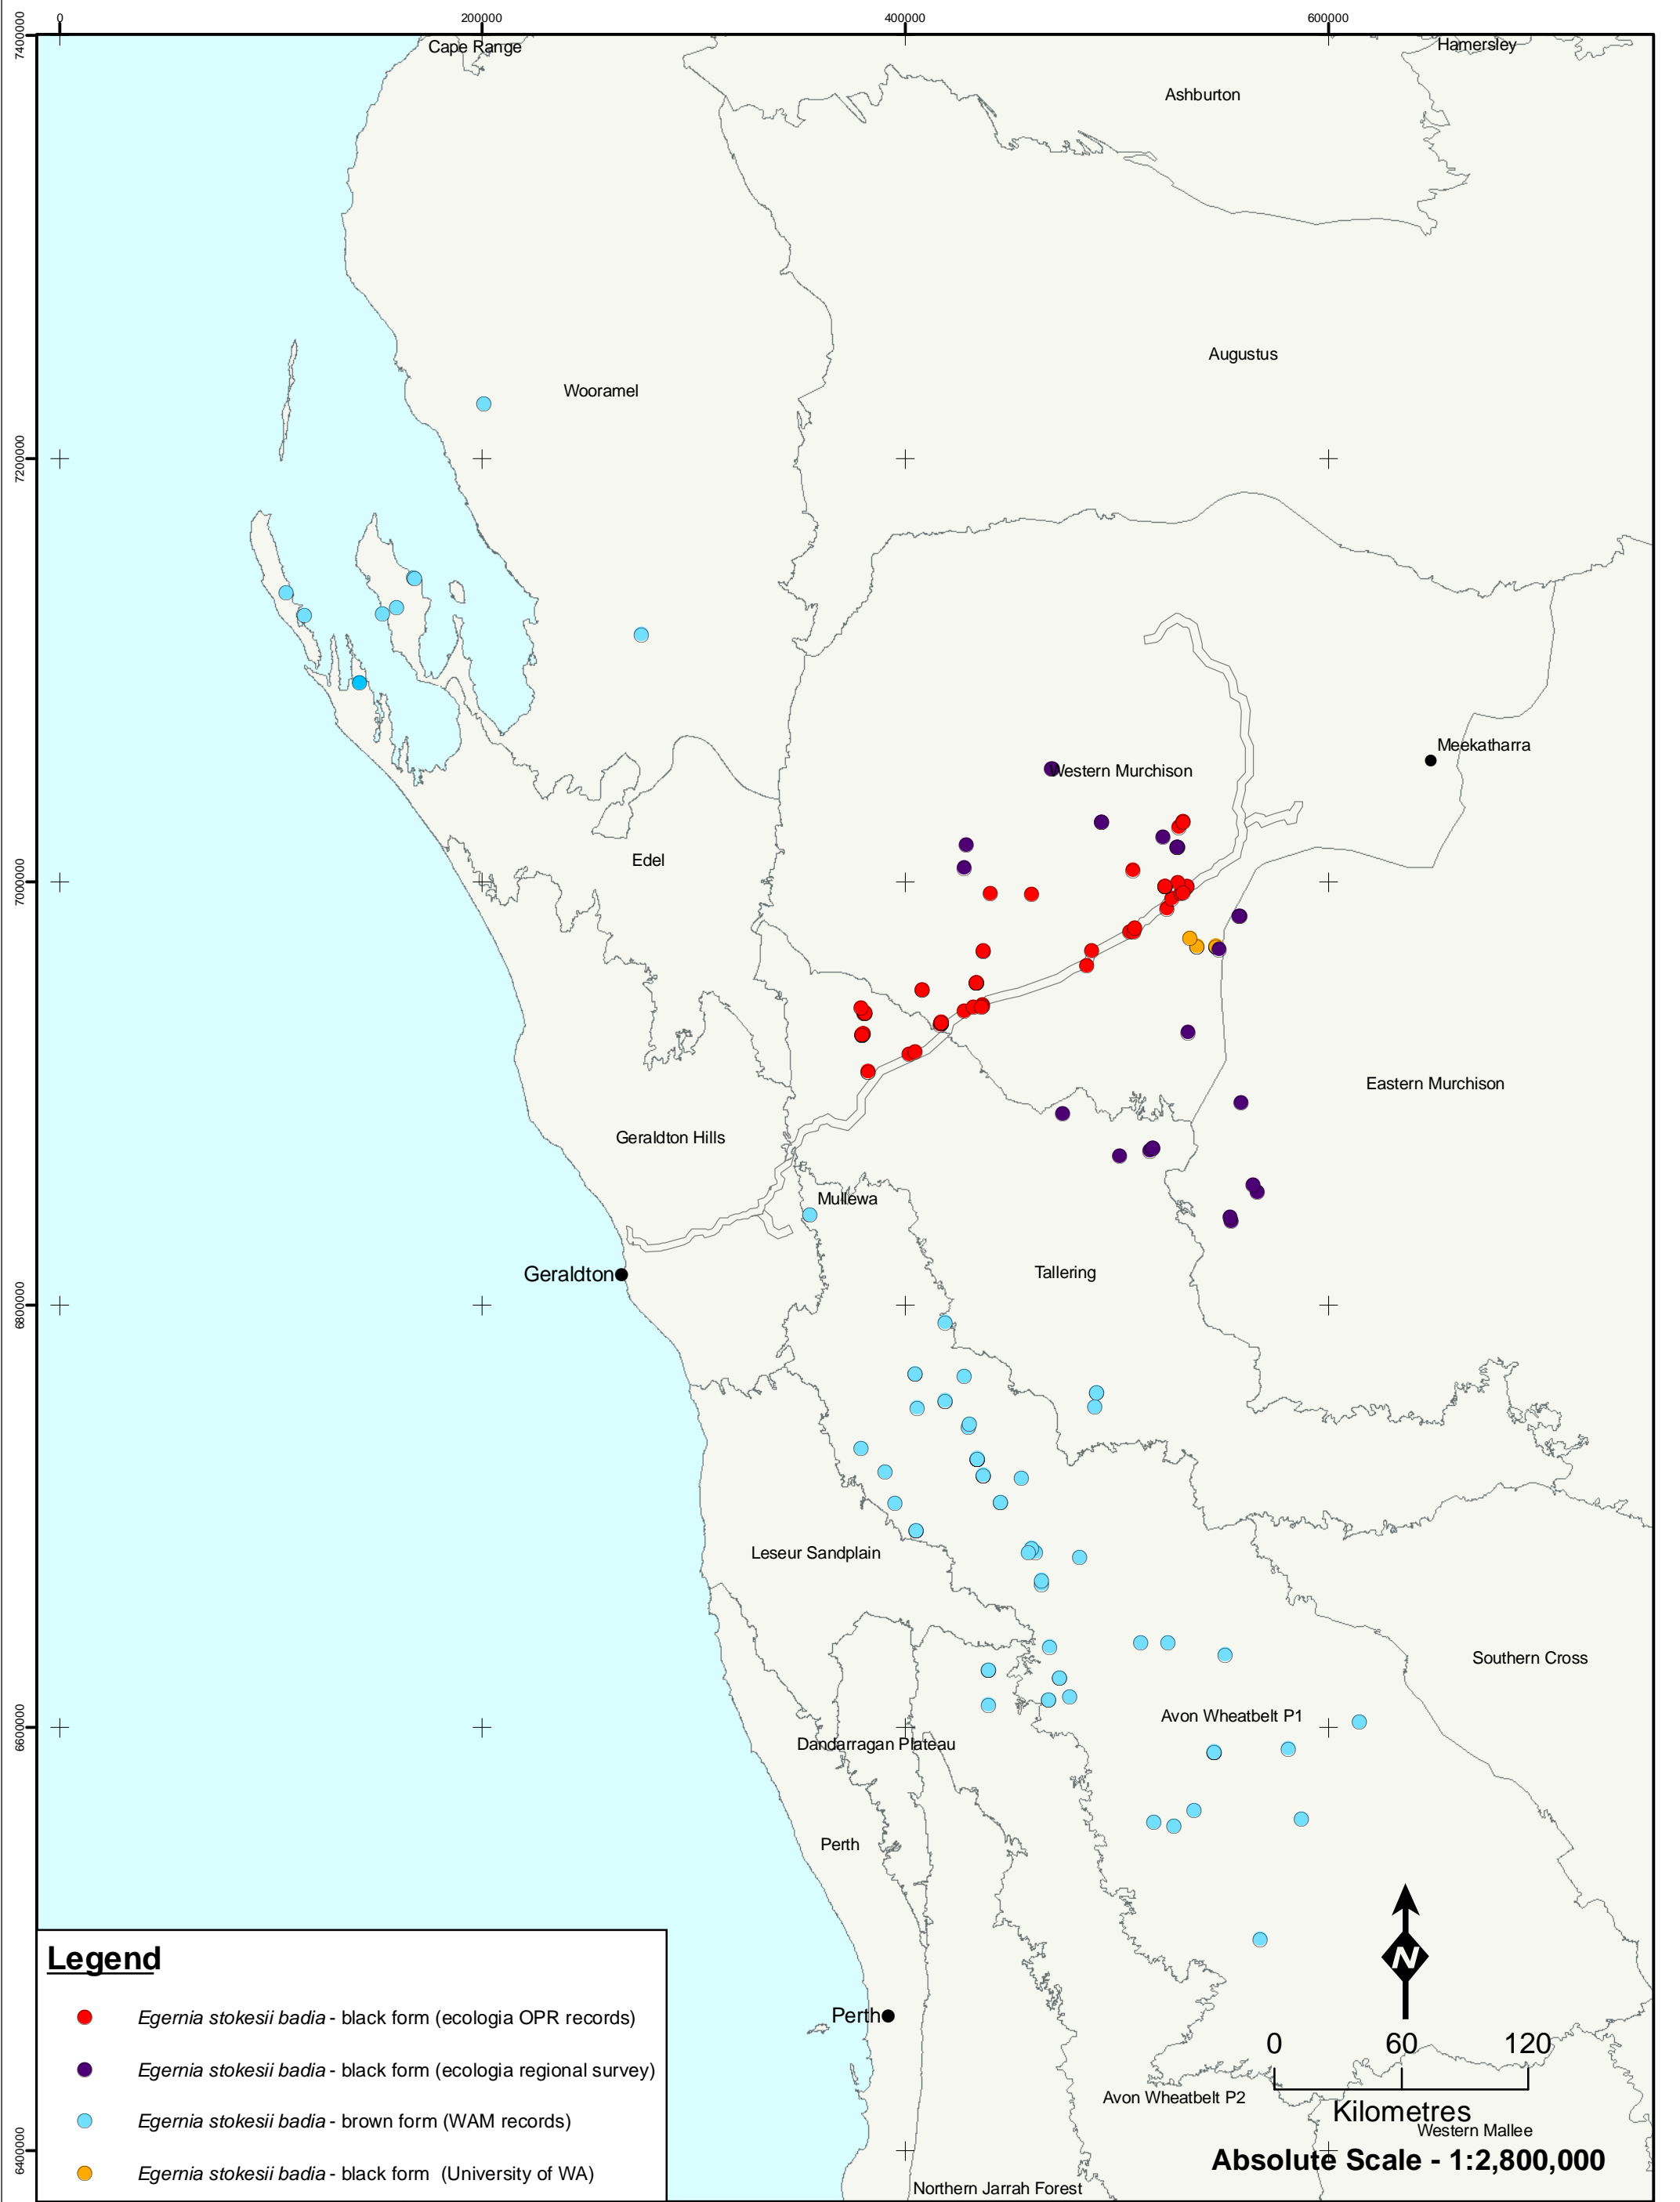 0
200000
400000
600000
7400000
Cape Range
Hamersley
Ashburton
Augustus
Wooramel
7200000
Meekatharra
Western Murchison
Edel
7000000
Eastern Murchison
Geraldton Hills
Mullewa
Tallering
Geraldton
6800000
Leseur Sandplain
Southern Cross
Avon Wheatbelt P1
6600000
Dandarragan Plateau
Perth
Legend
Egernia stokesii badia - black form (ecologia OPR records)
Egernia stokesii badia - black form (ecologia regional survey)
Egernia stokesii badia - brown form (WAM records)
Egernia stokesii badia - black form (University of WA)
Perth
N
0 60 120
Kilometres
Avon Wheatbelt P2
Western Mallee
6400000
Absolute Scale - 1:2,800,000
Northern Jarrah Forest